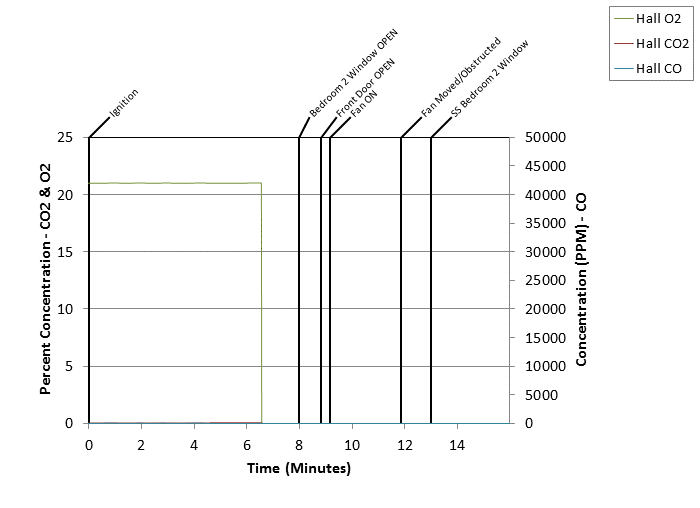 Hall O2
Hall CO2
Hall CO
Ignition
Bedroom 2 Window OPEN
Front Door OPEN
Fan ON
Fan Moved/Obstructed
SS Bedroom 2 Window
25
20
15
10
5
0
Percent Concentration - CO2 & O2
50000
45000
40000
35000
30000
25000
20000
15000
10000
5000
0
Concentration (PPM) - CO
0 2 4 6 8 10 12 14
Time (Minutes)